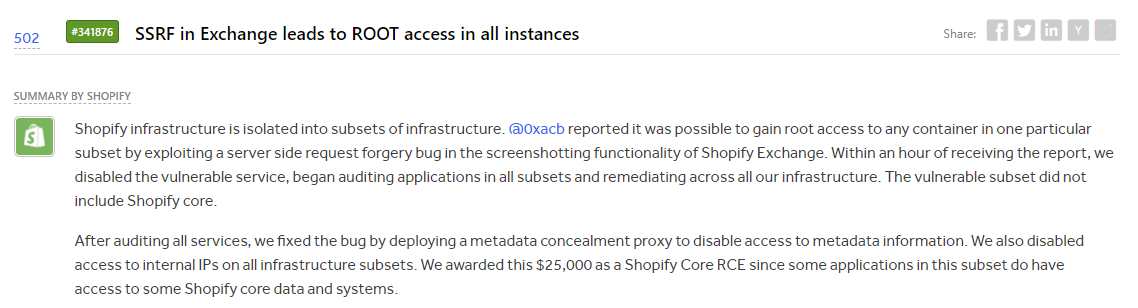 502 #341876 SSRF in Exchange leads to ROOT access in all instances Share:
SUMMARY BY SHOPIFY
Shopify infrastructure is isolated into subsets of infrastructure. @0xacb reported it was possible to gain root access to any container in one particular
subset by exploiting a server side request forgery bug in the screenshotting functionality of Shopify Exchange. Within an hour of receiving the report, we
disabled the vulnerable service, began auditing applications in all subsets and remediating across all our infrastructure. The vulnerable subset did not
include Shopify core.
After auditing all services, we fixed the bug by deploying a metadata concealment proxy to disable access to metadata information. We also disabled
access to internal IPs on all infrastructure subsets. We awarded this $25,000 as a Shopify Core RCE since some applications in this subset do have
access to some Shopify core data and systems.